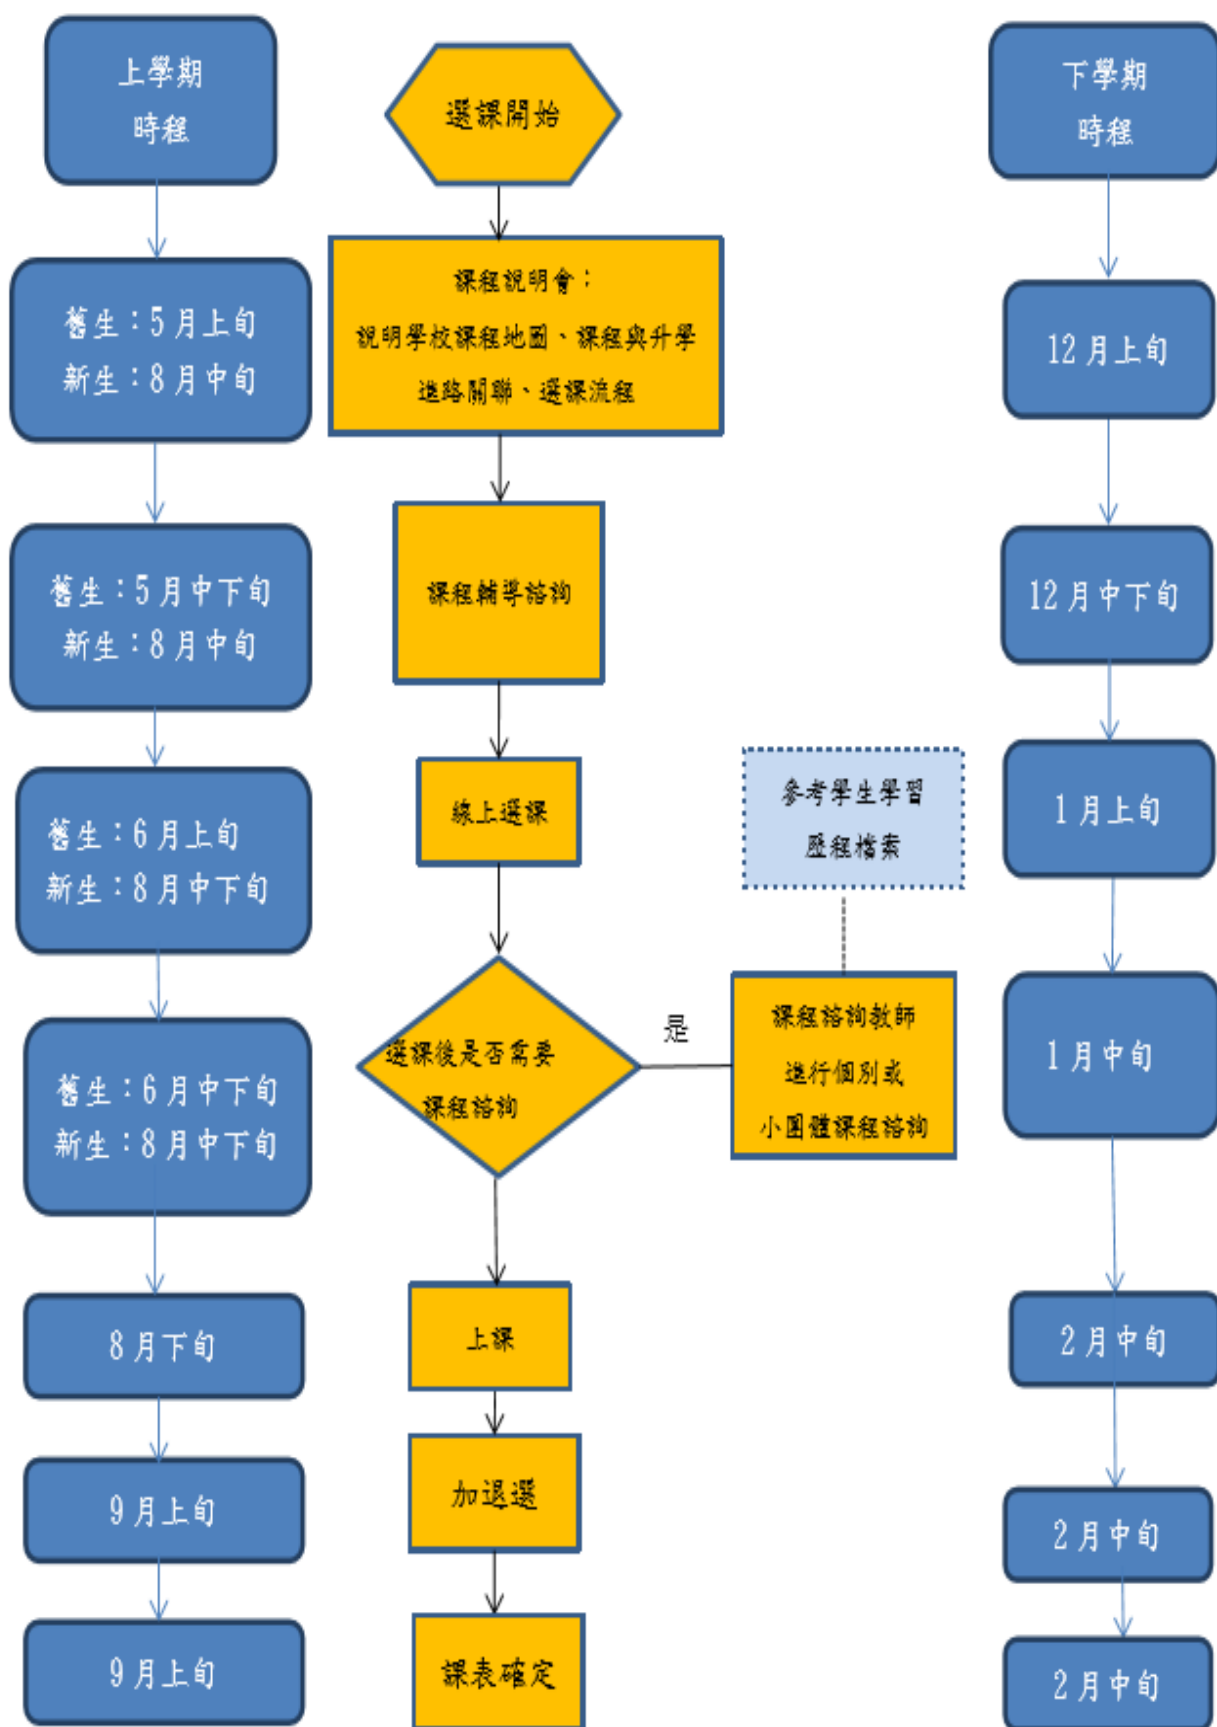 上學期
時程
舊生：5月上旬
新生：8月中旬
舊生：5月中下旬
新生：8月中旬
舊生：6月上旬
新生：8月中下旬
舊生：6月中下旬
新生：8月中下旬
8月下旬
9月上旬
9月上旬
選課開始
課程說明會：
說明學校課程地圖、課程與升學
進路關聯、選課流程
課程輔導諮詢
線上選課
選課後是否需要
課程諮詢
是
參考學生學習
歷程檔案
課程諮詢教師
進行個別或
小團體課程諮詢
上課
加退選
課表確定
下學期
時程
12月上旬
12月中下旬
1月上旬
1月中旬
2月中旬
2月中旬
2月中旬